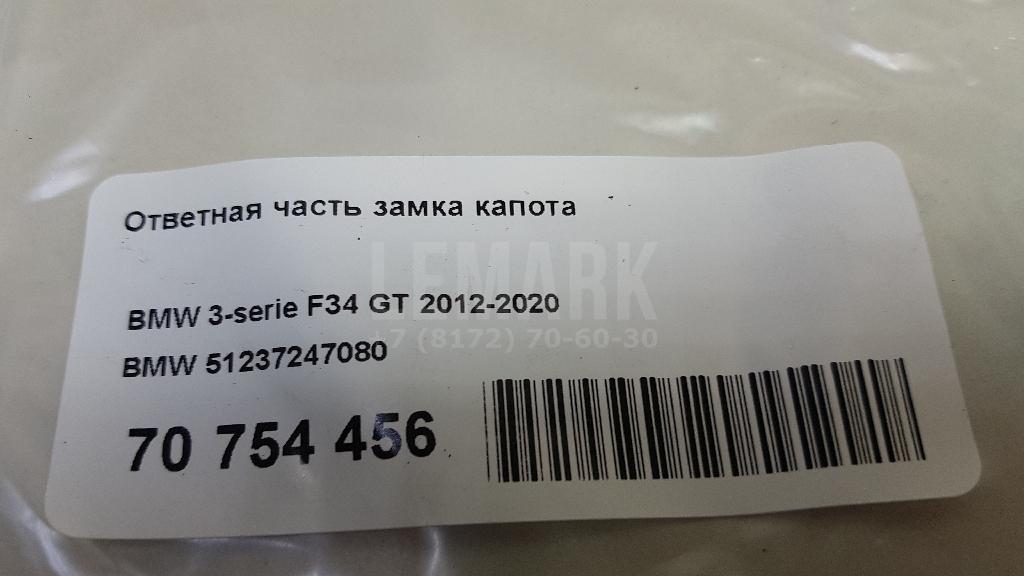 Ответная часть замка капота
LEMARK
BMW 3-serie F34 GT 2012-2020
+7 (8172) 70-60-30
BMW 51237247080
70 754 456